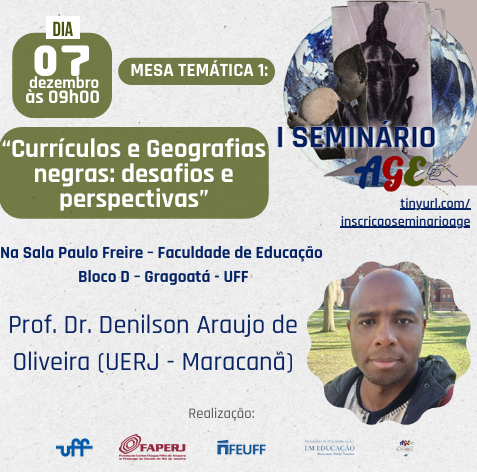 DIA
07
dezembro
às 09h00
MESA TEMÁTICA 1:
I SEMINÁRIO
AGE
“Currículos e Geografias
negras: desafios e
perspectivas”
tinyurl.com/
inscricaoseminarioage
Na Sala Paulo Freire – Faculdade de Educação
Bloco D – Gragoatá - UFF
Prof. Dr. Denilson Araujo de
Oliveira (UERJ - Maracanã)
Realização:
uff
FAPERJ
FEUFF
EM EDUCAÇÃO
AGE